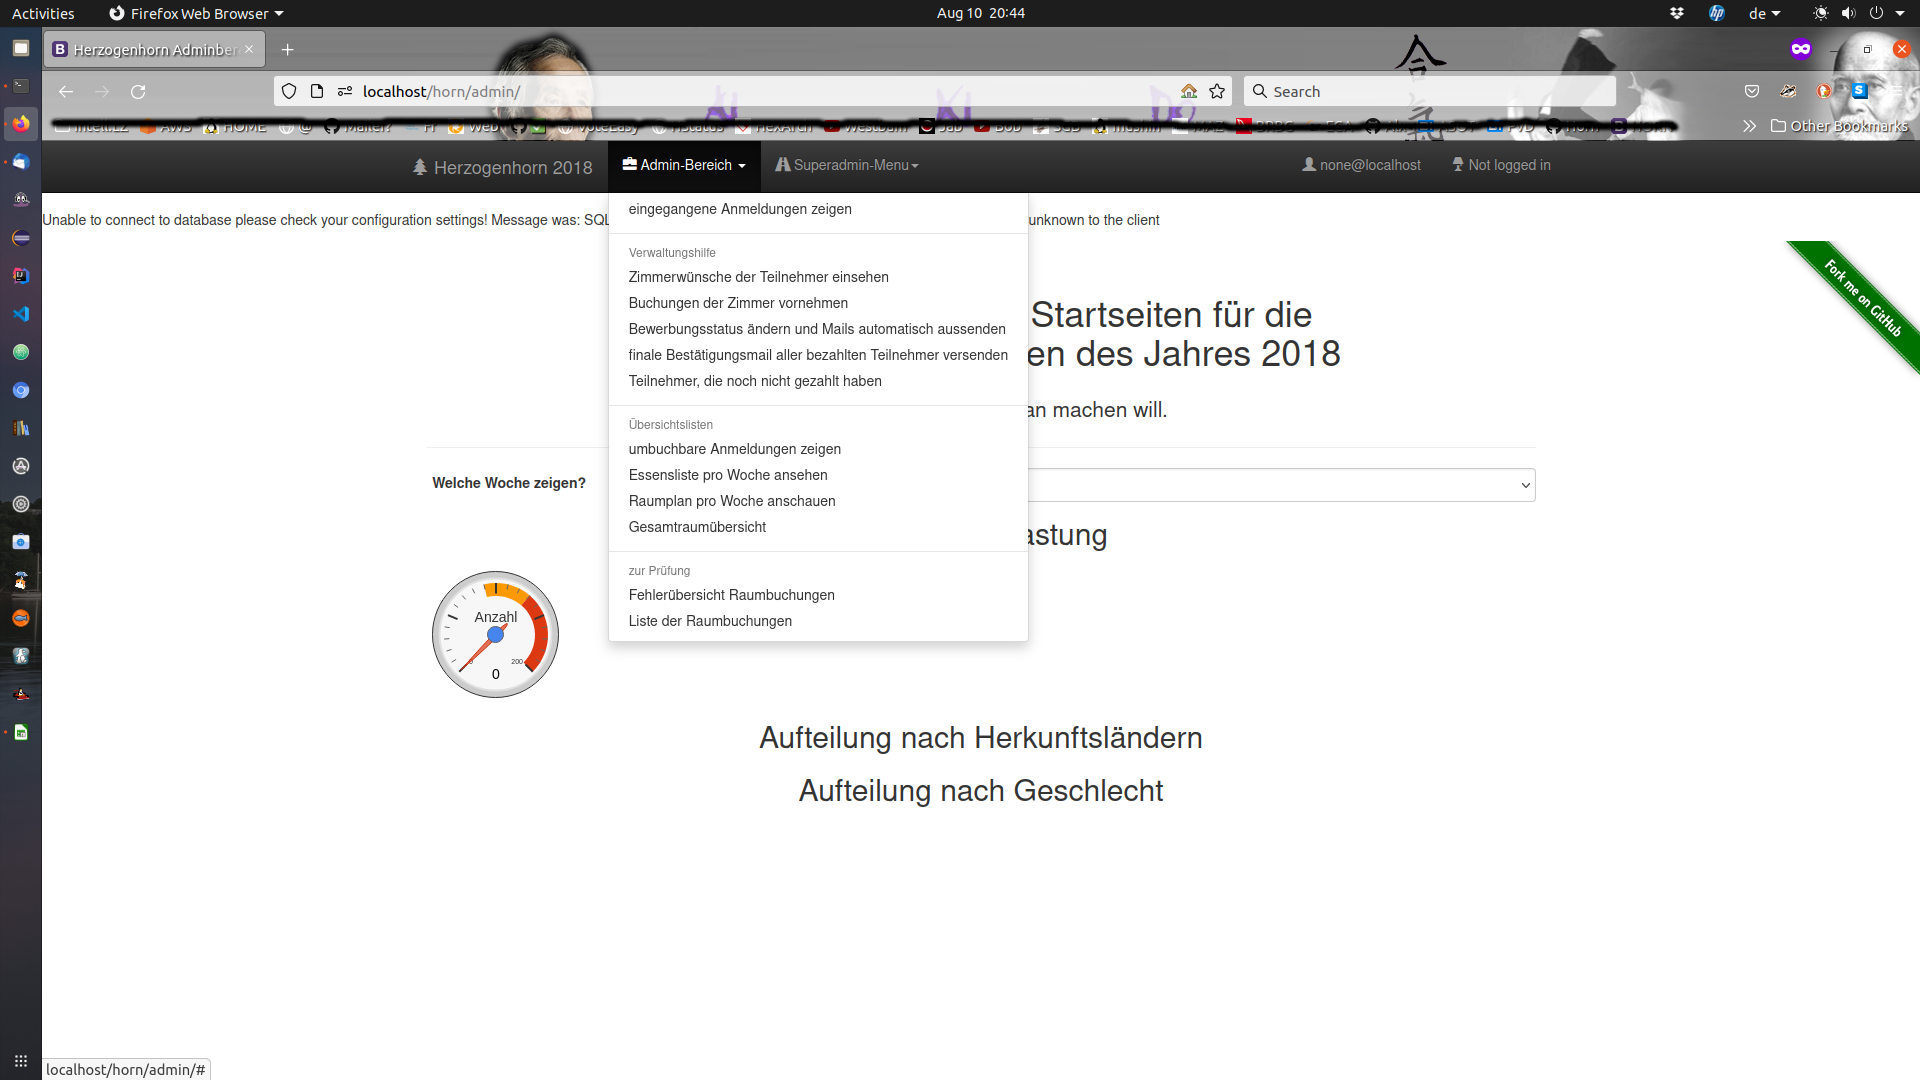 Activities
Firefox Web Browser
Aug 10 20:44
de
Herzogenhorn Adminber
localhost/horn/admin/
Search
Other Bookmarks
Herzogenhorn 2018
Admin-Bereich
Superadmin-Menu
none@localhost
Not logged in
Unable to connect to database please check your configuration settings! Message was: SQL
unknown to the client
eingegangene Anmeldungen zeigen
Verwaltungshilfe
Zimmerwünsche der Teilnehmer einsehen
Buchungen der Zimmer vornehmen
Bewerbungsstatus ändern und Mails automatisch aussenden
finale Bestätigungsmail aller bezahlten Teilnehmer versenden
Teilnehmer, die noch nicht gezahlt haben
Übersichtslisten
umbuchbare Anmeldungen zeigen
Essensliste pro Woche ansehen
Raumplan pro Woche anschauen
Gesamtraumübersicht
zur Prüfung
Fehlerübersicht Raumbuchungen
Liste der Raumbuchungen
Fork me on GitHub
Startseiten für die
en des Jahres 2018
an machen will.
Welche Woche zeigen?
astung
Anzahl
0
200
0
Aufteilung nach Herkunftsländern
Aufteilung nach Geschlecht
localhost/horn/admin/#